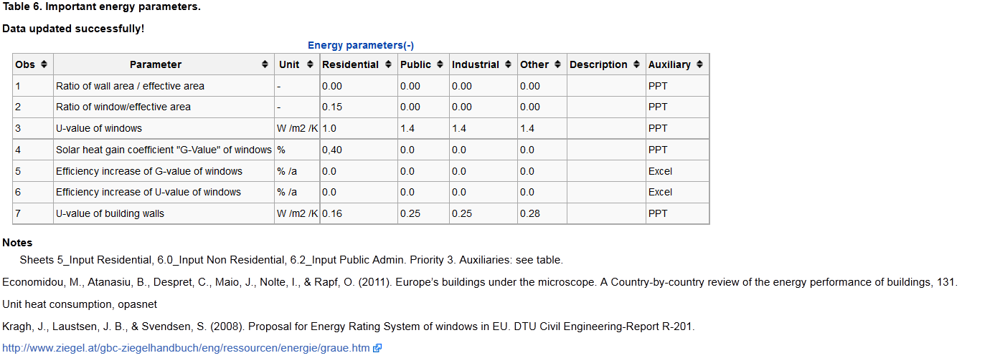 Table 6. Important energy parameters.
Data updated successfully!
Energy parameters(-)
Obs Parameter Unit Residential Public Industrial Other Description Auxiliary
1 Ratio of wall area / effective area - 0.00 0.00 0.00 0.00 PPT
2 Ratio of window/effective area - 0.15 0.00 0.00 0.00 PPT
3 U-value of windows W /m2 /K 1.0 1.4 1.4 1.4 PPT
4 Solar heat gain coefficient "G-Value" of windows % 0,40 0.0 0.0 0.0 PPT
5 Efficiency increase of G-value of windows % /a 0.0 0.0 0.0 0.0 Excel
6 Efficiency increase of U-value of windows % /a 0.0 0.0 0.0 0.0 Excel
7 U-value of building walls W /m2 /K 0.16 0.25 0.25 0.28 PPT
Notes
Sheets 5_Input Residential, 6.0_Input Non Residential, 6.2_Input Public Admin. Priority 3. Auxiliaries: see table.
Economidou, M., Atanasiu, B., Despret, C., Maio, J., Nolte, I., & Rapf, O. (2011). Europe’s buildings under the microscope. A Country-by-country review of the energy performance of buildings, 131.
Unit heat consumption, opasnet
Kragh, J., Laustsen, J. B., & Svendsen, S. (2008). Proposal for Energy Rating System of windows in EU. DTU Civil Engineering-Report R-201.
http://www.ziegel.at/gbc-ziegelhandbuch/eng/ressourcen/energie/graue.htm